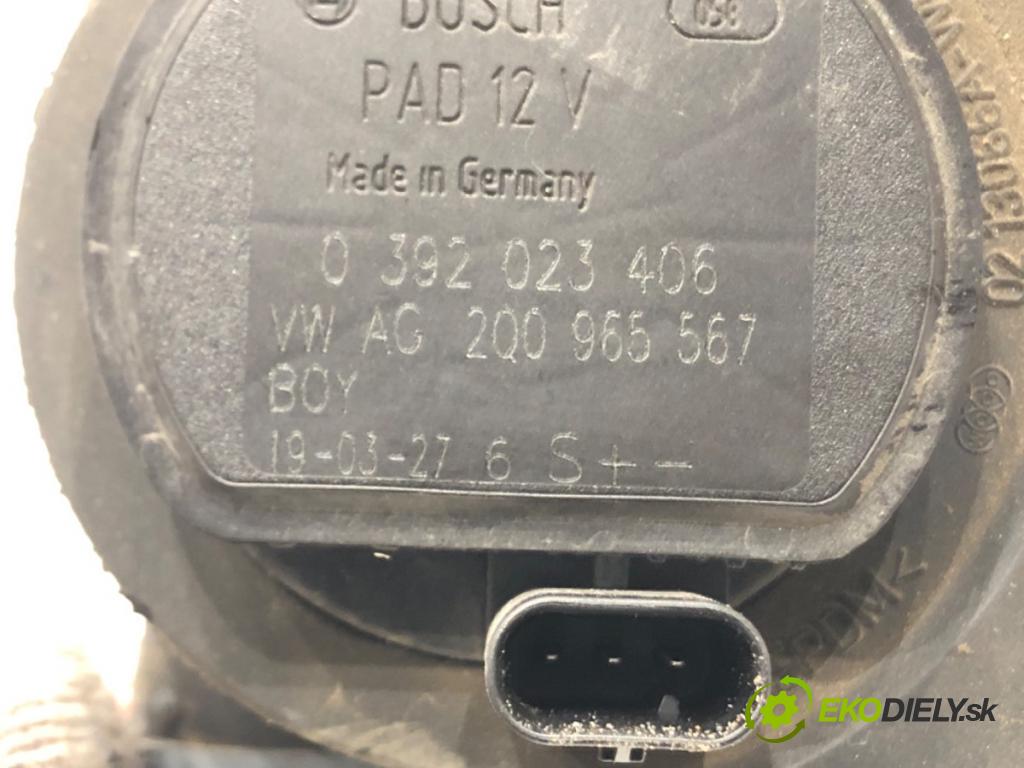 BOSCH
PAD 12 V
Made in Germany
0 392 023 406
VW AG 2Q0 965 567
BOY
19-03-27 6 S + -
EKODIELY.sk